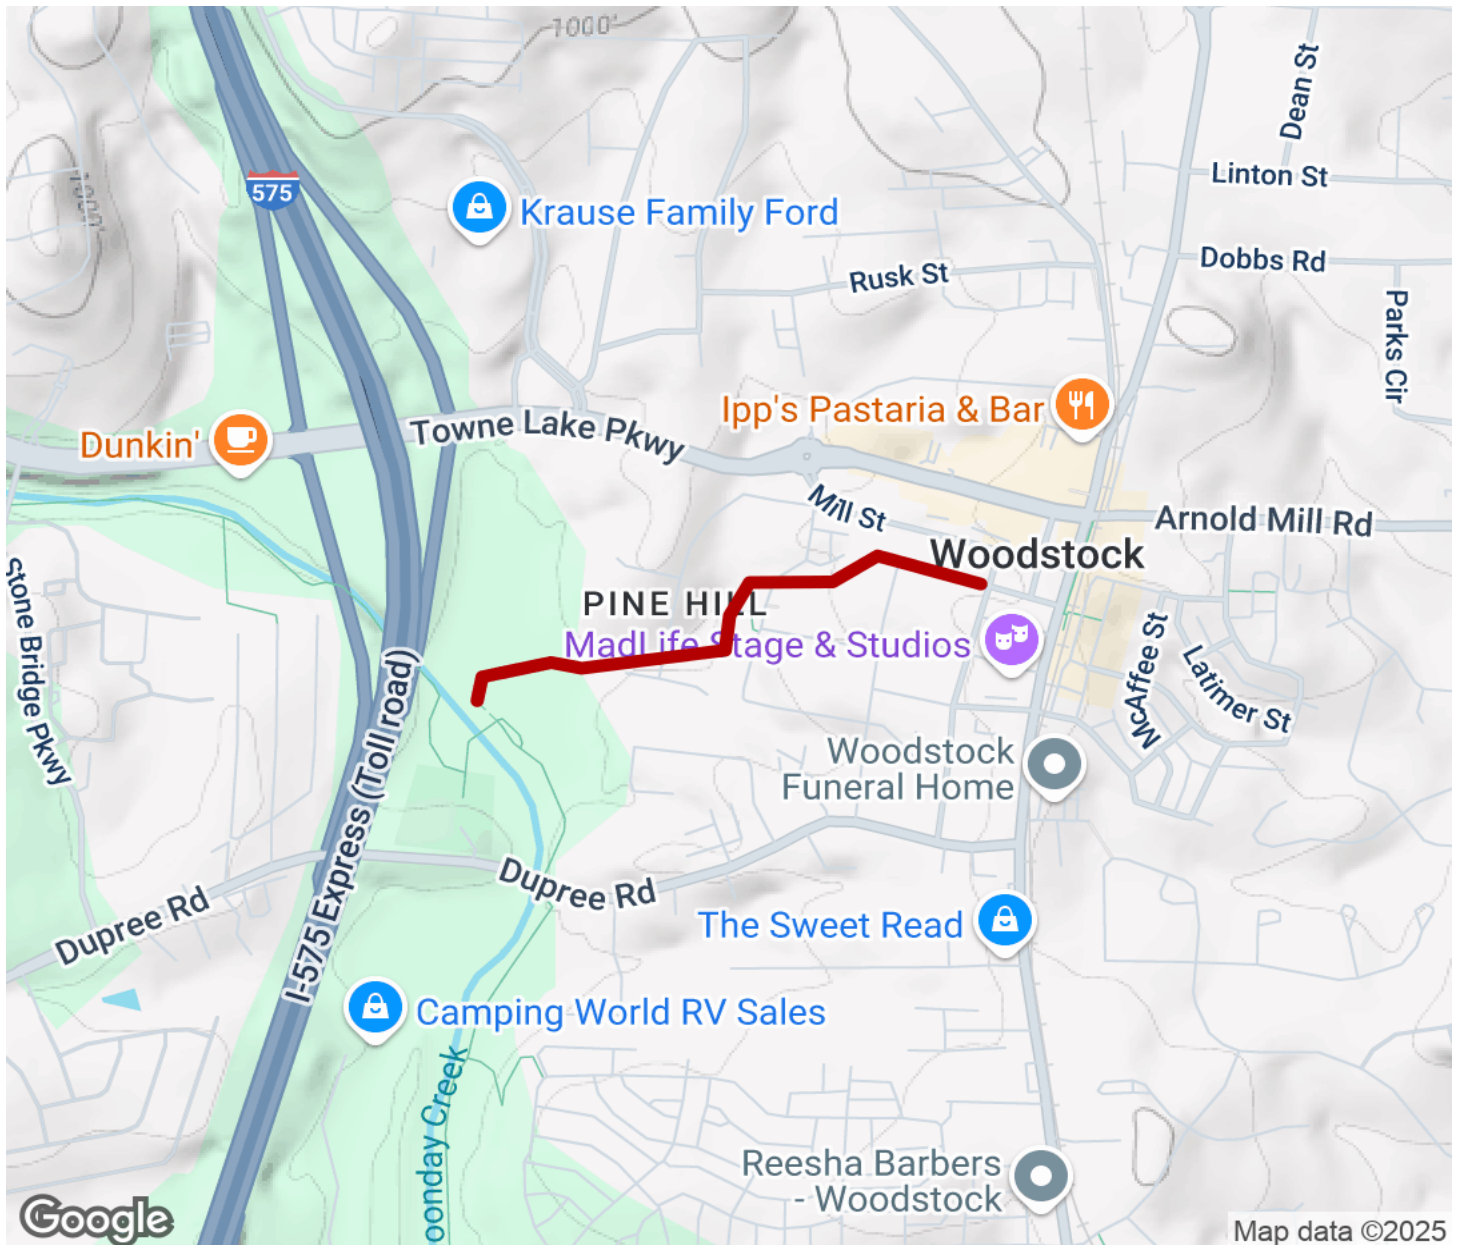 1000'
Dean St
575
Linton St
1000'
Krause Family Ford
Dobbs Rd
Rusk St
Parks Cir
Ipp's Pastaria & Bar
Dunkin'
Towne Lake Pkwy
Mill St
Arnold Mill Rd
Woodstock
Stone Bridge Pkwy
PINE HILL
MadLife Stage & Studios
McAffee St
Latimer St
I-575 Express (Toll road)
Woodstock
Funeral Home
Dupree Rd
Dupree Rd
The Sweet Read
Camping World RV Sales
oonday Creek
Reesha Barbers
- Woodstock
Google
Map data ©2025